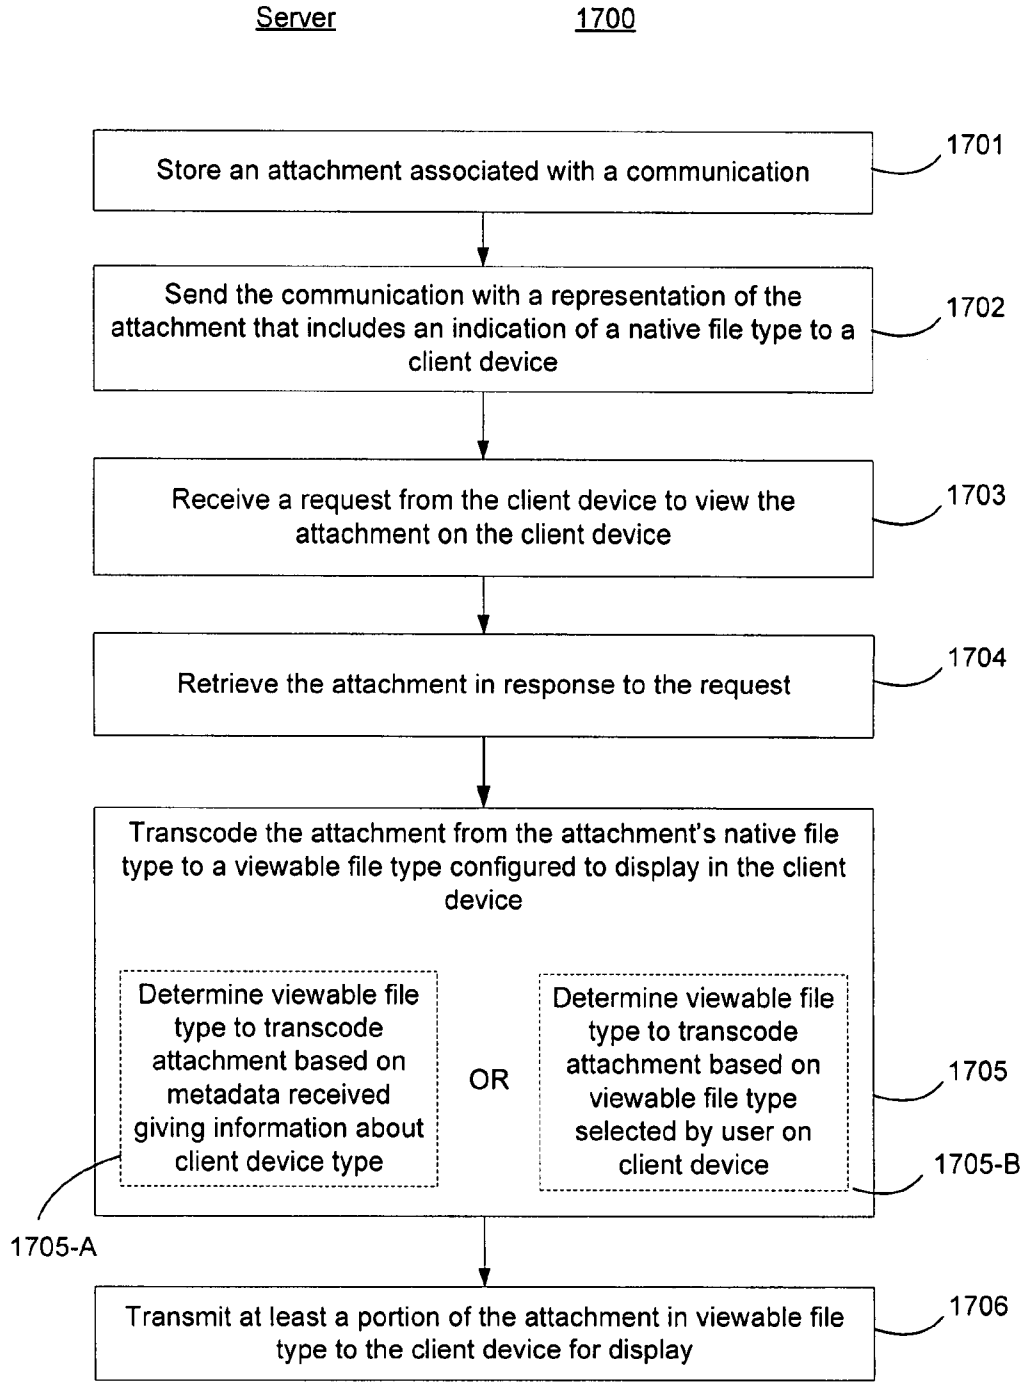 Server 1700
Store an attachment associated with a communication
1701
Send the communication with a representation of the
attachment that includes an indication of a native file type to a
client device
1702
Receive a request from the client device to view the
attachment on the client device
1703
Retrieve the attachment in response to the request
1704
Transcode the attachment from the attachment's native file
type to a viewable file type configured to display in the client
device
Determine viewable file
type to transcode
attachment based on
metadata received
giving information about
client device type
OR
Determine viewable file
type to transcode
attachment based on
viewable file type
selected by user on
client device
1705
1705-B
1705-A
Transmit at least a portion of the attachment in viewable file
type to the client device for display
1706